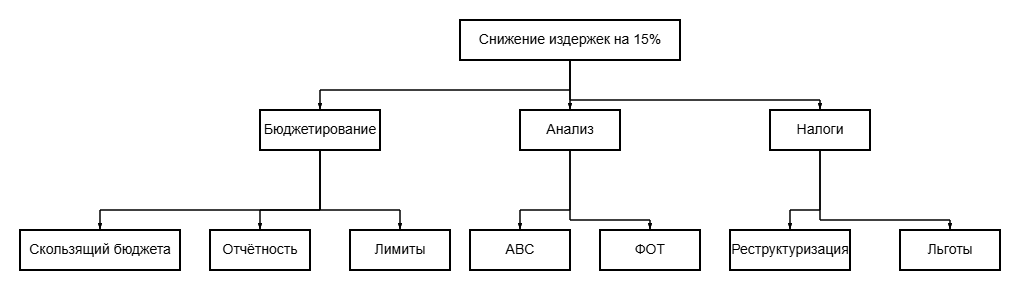 Снижение издержек на 15%
Бюджетирование
Анализ
Налоги
Скользящий бюджета
Отчётность
Лимиты
ABC
ФОТ
Реструктуризация
Льготы